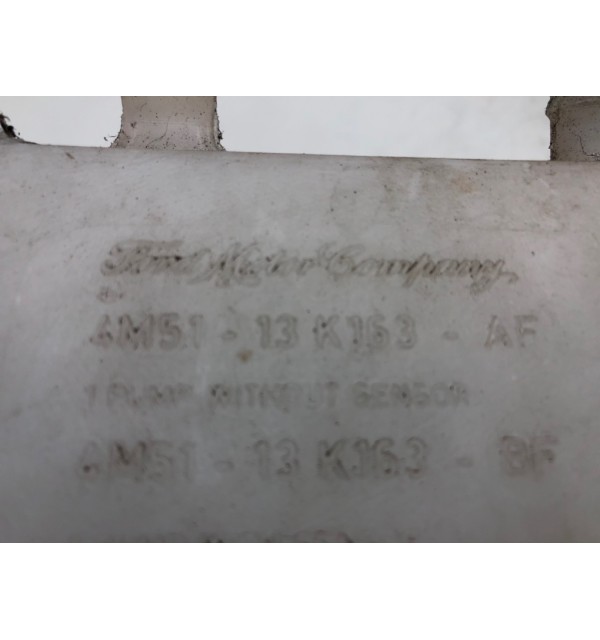 Ford Motor Company
4M51 - 13 K163 - AF
1 PUMP WITHOUT SENSOR
4M51 - 13 K163 - BF